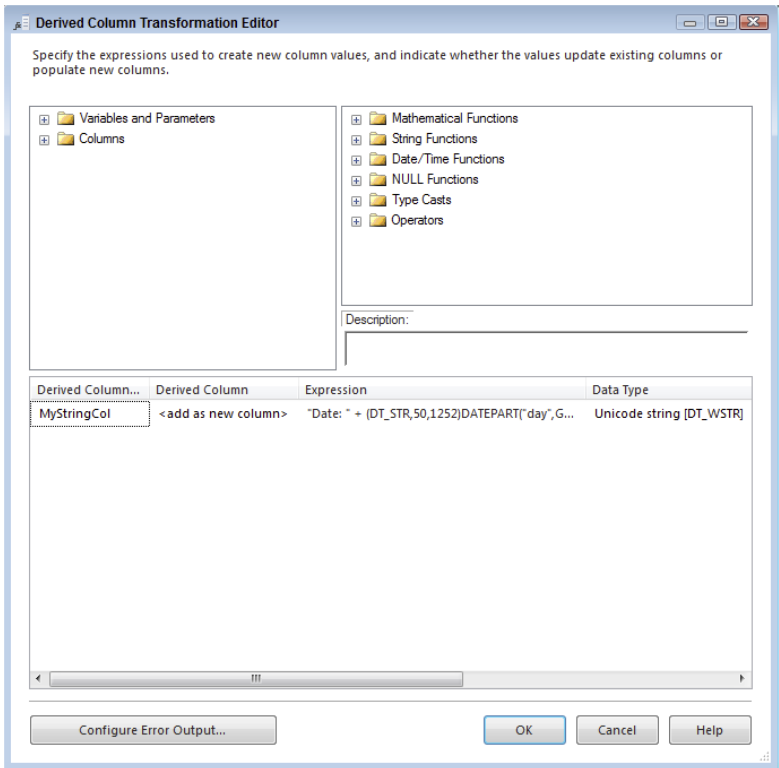 Derived Column Transformation Editor
Specify the expressions used to create new column values, and indicate whether the values update existing columns or
populate new columns.
Variables and Parameters
Columns
Mathematical Functions
String Functions
Date/Time Functions
NULL Functions
Type Casts
Operators
Description:
Derived Column... Derived Column Expression Data Type
MyStringCol <add as new column> "Date: " + (DT_STR,50,1252)DATEPART("day",G... Unicode string [DT_WSTR]
Configure Error Output... OK Cancel Help